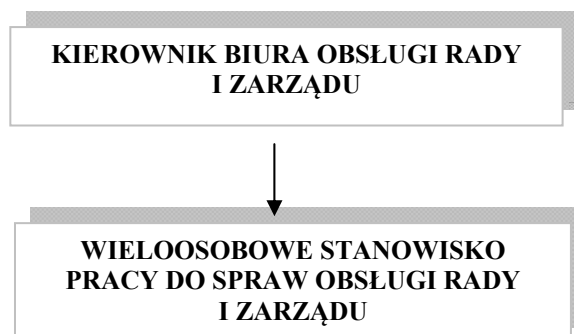 KIEROWNIK BIURA OBSŁUGI RADY
I ZARZĄDU
WIELOOSOBOWE STANOWISKO
PRACY DO SPRAW OBSŁUGI RADY
I ZARZĄDU